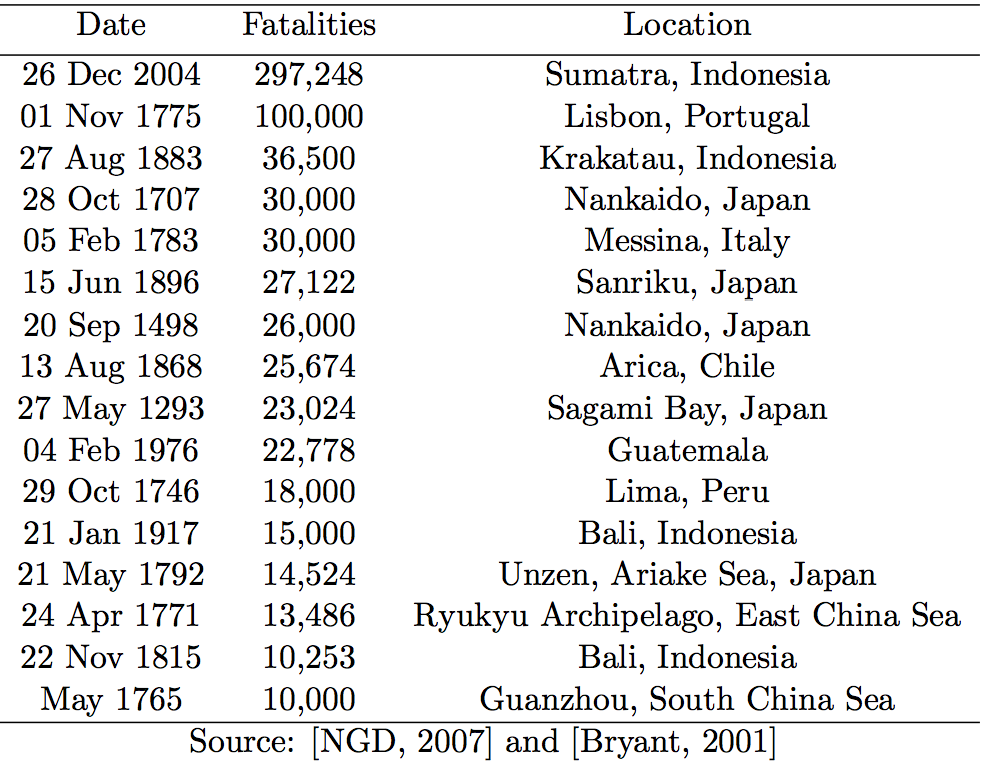 Date Fatalities Location
26 Dec 2004 297,248 Sumatra, Indonesia
01 Nov 1775 100,000 Lisbon, Portugal
27 Aug 1883 36,500 Krakatau, Indonesia
28 Oct 1707 30,000 Nankaido, Japan
05 Feb 1783 30,000 Messina, Italy
15 Jun 1896 27,122 Sanriku, Japan
20 Sep 1498 26,000 Nankaido, Japan
13 Aug 1868 25,674 Arica, Chile
27 May 1293 23,024 Sagami Bay, Japan
04 Feb 1976 22,778 Guatemala
29 Oct 1746 18,000 Lima, Peru
21 Jan 1917 15,000 Bali, Indonesia
21 May 1792 14,524 Unzen, Ariake Sea, Japan
24 Apr 1771 13,486 Ryukyu Archipelago, East China Sea
22 Nov 1815 10,253 Bali, Indonesia
May 1765 10,000 Guanzhou, South China Sea
Source: [NGD, 2007] and [Bryant, 2001]